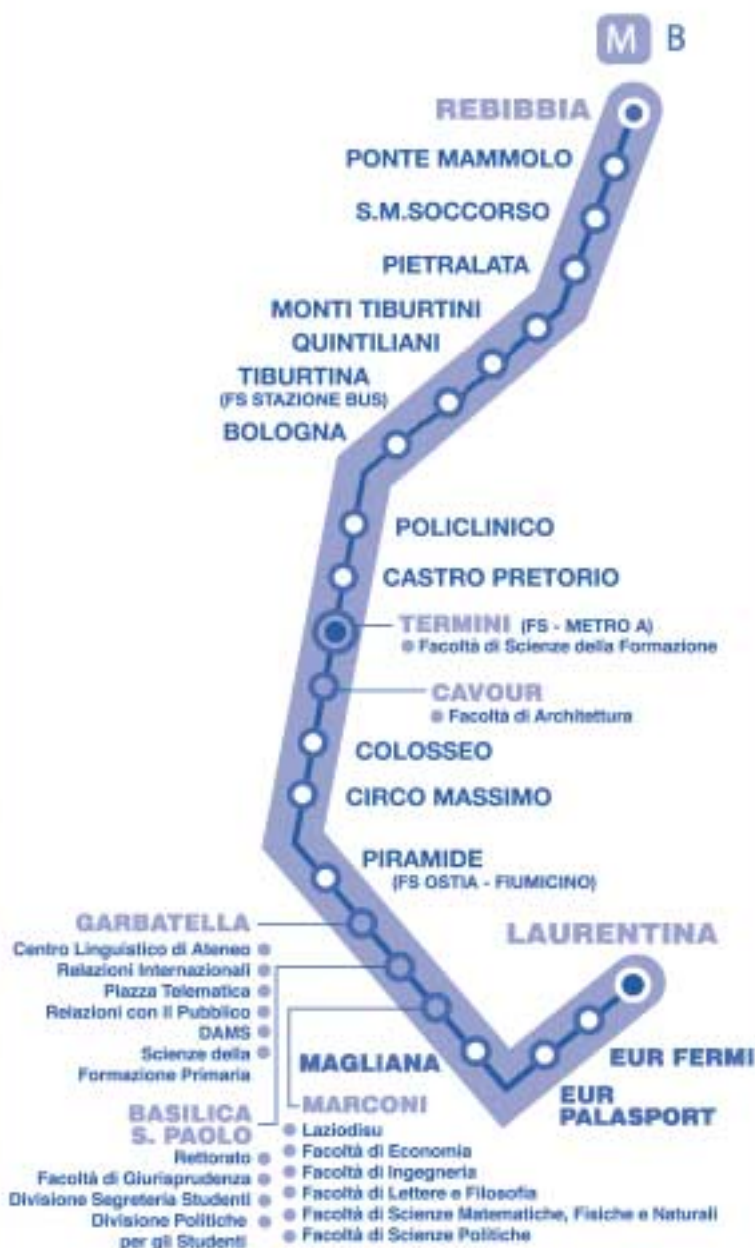 M B
REBIBBIA
PONTE MAMMOLO
S.M.SOCCORSO
PIETRALATA
MONTI TIBURTINI
QUINTILIANI
TIBURTINA
(FS STAZIONE BUS)
BOLOGNA
POLICLINICO
CASTRO PRETORIO
TERMINI (FS - METRO A)
Facoltà di Scienze della Formazione
CAVOUR
Facoltà di Architettura
COLOSSEO
CIRCO MASSIMO
PIRAMIDE
(FS OSTIA - FIUMICINO)
GARBATELLA
Centro Linguistico di Ateneo
Relazioni Internazionali
Piazza Telematica
Relazioni con Il Pubblico
DAMS
Scienze della
Formazione Primaria
LAURENTINA
EUR FERMI
EUR
PALASPORT
MAGLIANA
BASILICA
S. PAOLO
Rettorato
Facoltà di Giurisprudenza
Divisione Segreteria Studenti
Divisione Politiche
per gli Studenti
MARCONI
Laziodisu
Facoltà di Economia
Facoltà di Ingegneria
Facoltà di Lettere e Filosofia
Facoltà di Scienze Matematiche, Fisiche e Naturali
Facoltà di Scienze Politiche